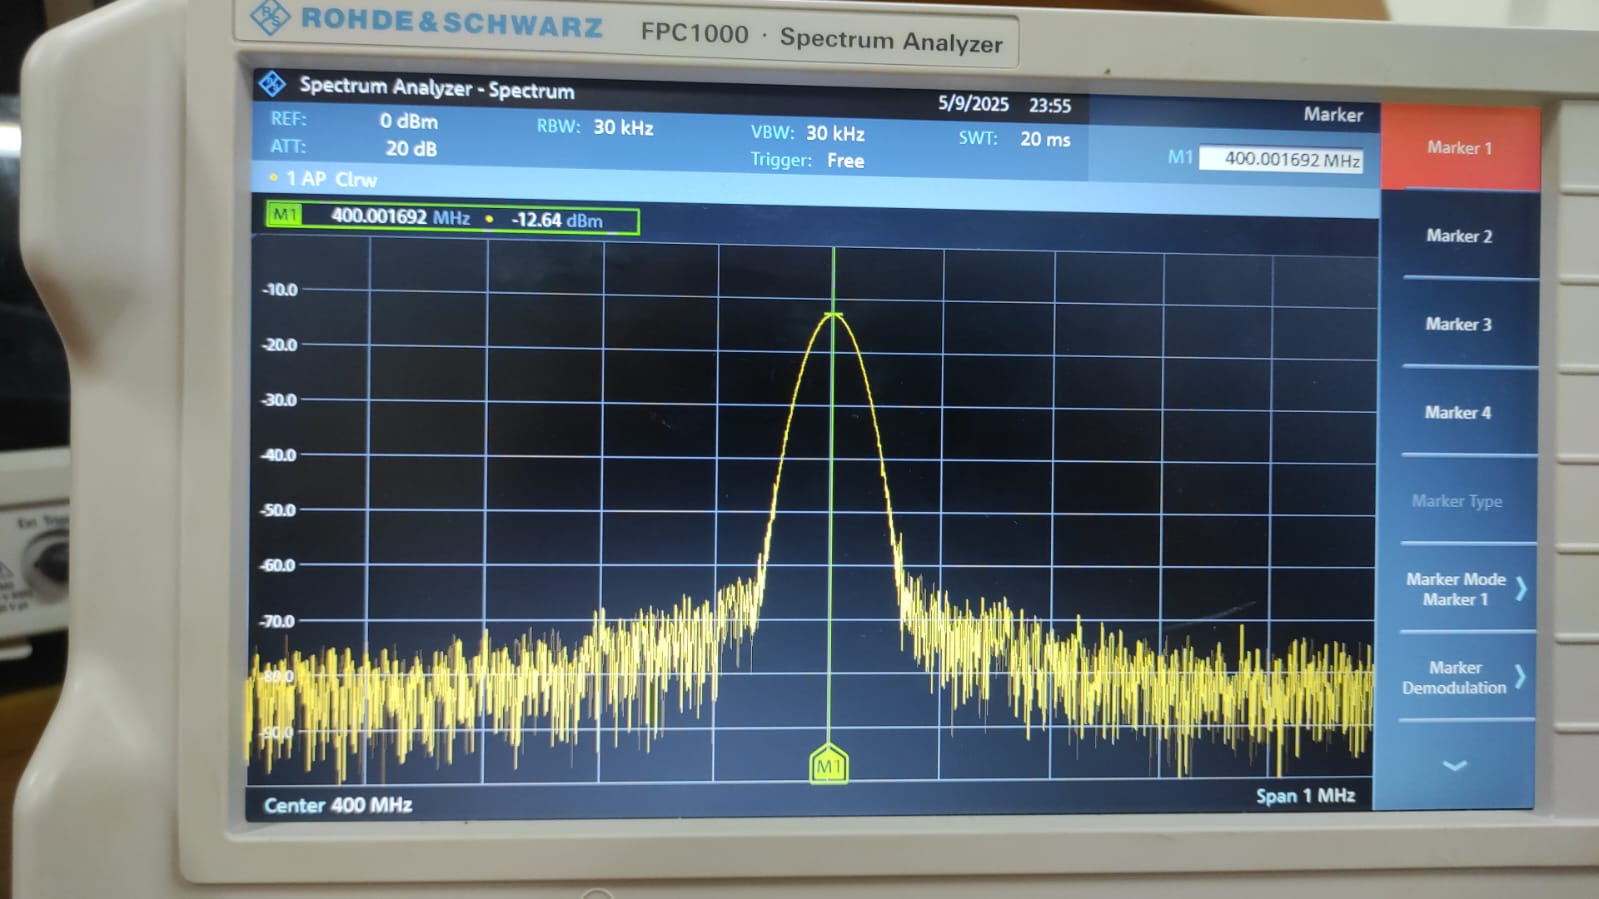 ROHDE & SCHWARZ FPC1000 · Spectrum Analyzer
Spectrum Analyzer - Spectrum 5/9/2025 23:55 Marker
REF: 0 dBm RBW: 30 kHz VBW: 30 kHz SWT: 20 ms
ATT: 20 dB Trigger: Free M1 400.001692 MHz
1 AP Clrw
M1 400.001692 MHz -12.64 dBm
-10.0
-20.0
-30.0
-40.0
-50.0
-60.0
-70.0
-80.0
-90.0
M1
Center 400 MHz Span 1 MHz
Marker 1
Marker 2
Marker 3
Marker 4
Marker Type
Marker Mode
Marker 1
Marker
Demodulation
Ext